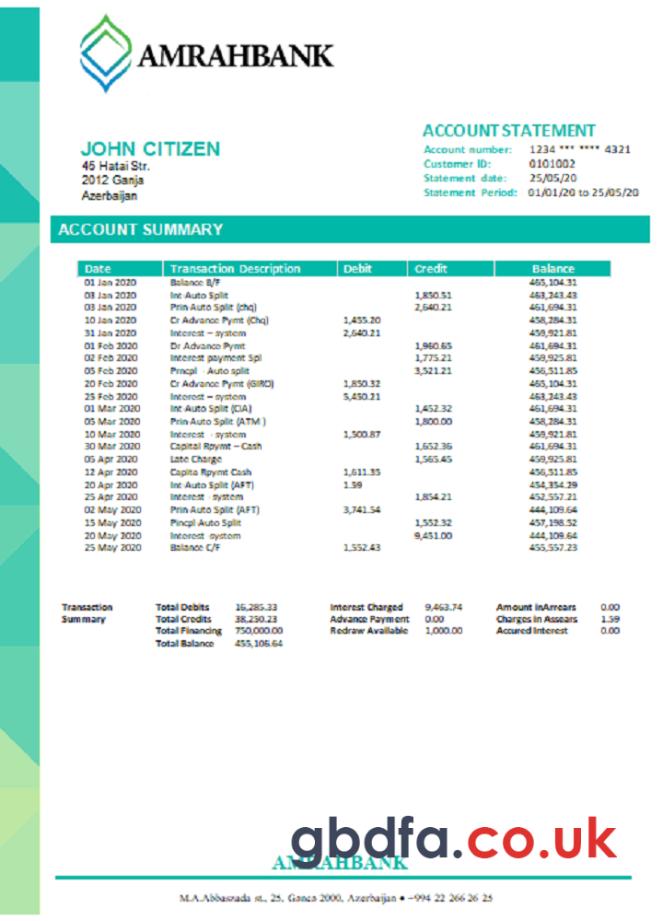 AMRAHBANK
ACCOUNT STATEMENT
JOHN CITIZEN
45 Hatai Str.
2012 Ganja
Azerbaijan
Account number: 1234 *** **** 4321
Customer ID: 0101002
Statement date: 25/05/20
Statement Period: 01/01/20 to 25/05/20
ACCOUNT SUMMARY
Date Transaction Description Debit Credit Balance
01 Jan 2020 Balance B/F 465,104.31
03 Jan 2020 Int Auto Split 1,850.51 463,243.43
03 Jan 2020 Prin Auto Split (chq) 2,640.21 461,694.31
10 Jan 2020 Cr Advance Pymt (Chq) 1,455.20 458,284.31
31 Jan 2020 Interest – system 2,640.21 459,921.81
01 Feb 2020 Dr Advance Pymt 1,960.65 461,694.31
02 Feb 2020 Interest payment Spl 1,775.21 459,925.81
05 Feb 2020 Prncpl - Auto split 3,521.21 456,511.85
20 Feb 2020 Cr Advance Pymt (GIRO) 1,850.32 465,104.31
25 Feb 2020 Interest – system 5,450.21 463,243.43
01 Mar 2020 Int Auto Split (CIA) 1,452.32 461,694.31
05 Mar 2020 Prin Auto Split (ATM ) 1,800.00 458,284.31
10 Mar 2020 Interest - system 1,500.87 459,921.81
30 Mar 2020 Capital Rpymt – Cash 1,652.36 461,694.31
05 Apr 2020 Late Charge 1,565.45 459,925.81
12 Apr 2020 Capita Rpymt Cash 1,611.35 456,511.85
20 Apr 2020 Int Auto Split (AFT) 1.59 454,354.29
25 Apr 2020 Interest - system 1,854.21 452,557.21
02 May 2020 Prin Auto Split (AFT) 3,741.54 444,109.64
15 May 2020 Pincpl Auto Split 1,552.32 457,198.52
20 May 2020 Interest system 9,451.00 444,109.64
25 May 2020 Balance C/F 1,552.43 455,557.23
Transaction Total Debits 16,285.33 Interest Charged 9,463.74 Amount inArrears 0.00
Summary Total Credits 38,250.23 Advance Payment 0.00 Charges in Assears 1.59
Total Financing 750,000.00 Redraw Available 1,000.00 Accured Interest 0.00
Total Balance 455,106.64
gbdfa.co.uk
AMRAHBANK
M.A.Abbaszada st., 25, Ganca 2000, Azerbaijan • +994 22 266 26 25